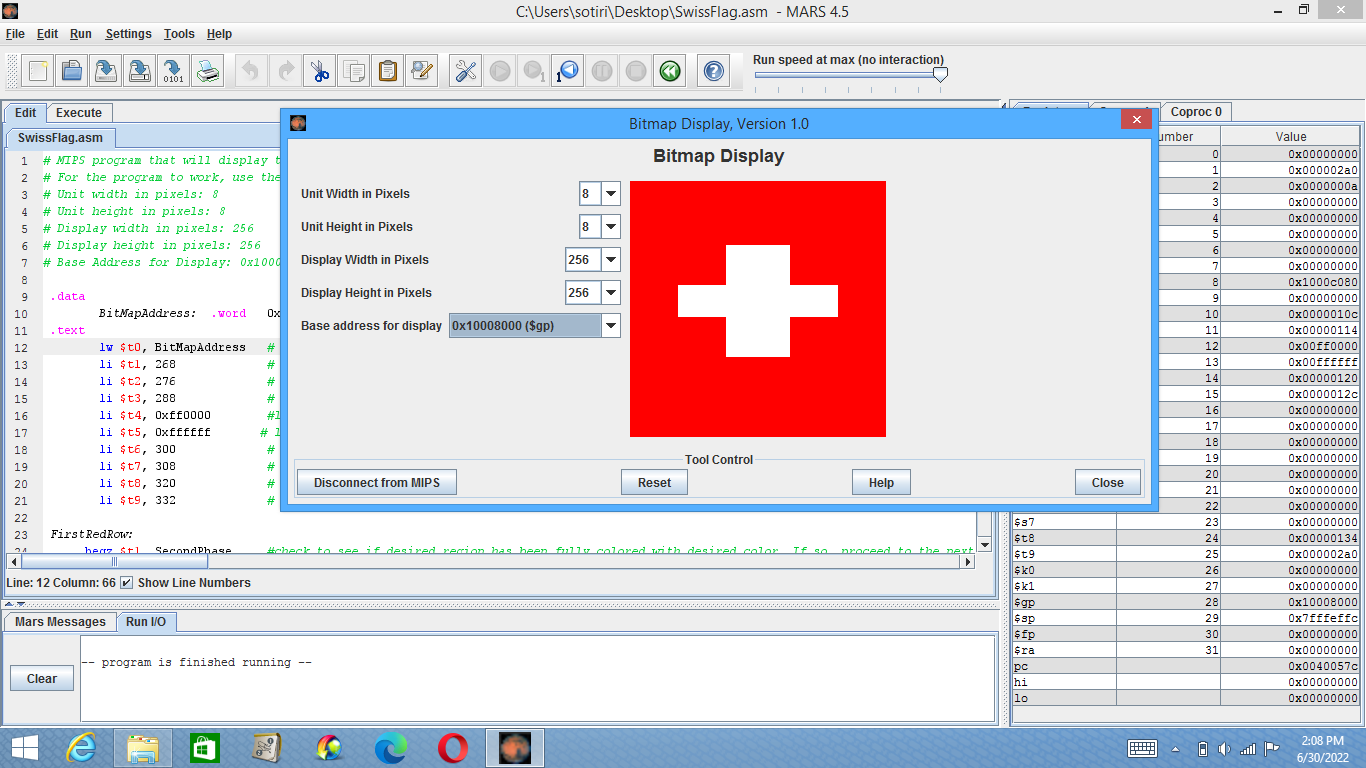 C:\Users\sotiri\Desktop\SwissFlag.asm - MARS 4.5
File Edit Run Settings Tools Help
Run speed at max (no interaction)
Edit Execute
Coproc 0
SwissFlag.asm
Bitmap Display, Version 1.0
Bitmap Display
Unit Width in Pixels 8
Unit Height in Pixels 8
Display Width in Pixels 256
Display Height in Pixels 256
Base address for display 0x10008000 ($gp)
Tool Control
Disconnect from MIPS Reset Help Close
1 # MIPS program that will display t
2 # For the program to work, use the
3 # Unit width in pixels: 8
4 # Unit height in pixels: 8
5 # Display width in pixels: 256
6 # Display height in pixels: 256
7 # Base Address for Display: 0x1000
8
9 .data
10 BitMapAddress: .word 0x
11 .text
12 lw $t0, BitMapAddress #
13 li $t1, 268 #
14 li $t2, 276 #
15 li $t3, 288 #
16 li $t4, 0xff0000 #l
17 li $t5, 0xffffff # l
18 li $t6, 300 #
19 li $t7, 308 #
20 li $t8, 320 #
21 li $t9, 332 #
22
23 FirstRedRow:
24 beqz $t1, SecondPhase #check to see if desired region has been fully colored with desired color. If so, proceed to the next
Line: 12 Column: 66 Show Line Numbers
Mars Messages Run I/O
Clear
-- program is finished running --
umber Value
0 0x00000000
1 0x000002a0
2 0x0000000a
3 0x00000000
4 0x00000000
5 0x00000000
6 0x00000000
7 0x00000000
8 0x1000c080
9 0x00000000
10 0x0000010c
11 0x00000114
12 0x00ff0000
13 0x00ffffff
14 0x00000120
15 0x0000012c
16 0x00000000
17 0x00000000
18 0x00000000
19 0x00000000
20 0x00000000
21 0x00000000
22 0x00000000
$s7 23 0x00000000
$t8 24 0x00000134
$t9 25 0x000002a0
$k0 26 0x00000000
$k1 27 0x00000000
$gp 28 0x10008000
$sp 29 0x7fffeffc
$fp 30 0x00000000
$ra 31 0x00000000
pc 0x0040057c
hi 0x00000000
lo 0x00000000
2:08 PM
6/30/2022